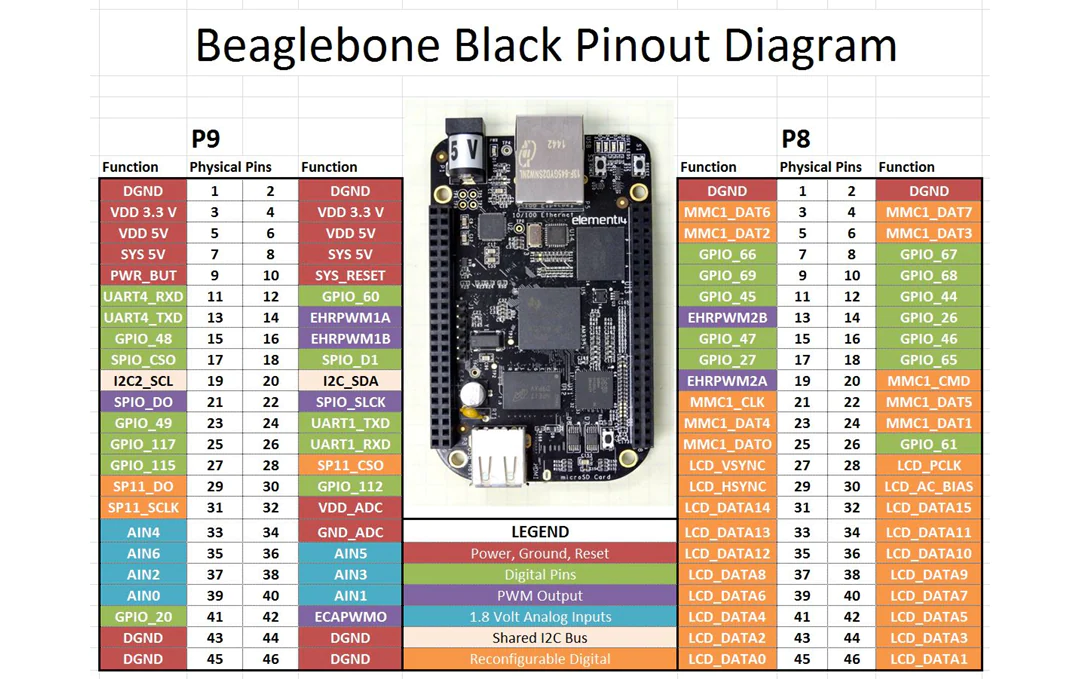 Beaglebone Black Pinout Diagram
P9 P8
Function Physical Pins Function Function Physical Pins Function
DGND 1 2 DGND DGND 1 2 DGND
VDD 3.3 V 3 4 VDD 3.3 V MMC1_DAT6 3 4 MMC1_DAT7
VDD 5V 5 6 VDD 5V MMC1_DAT2 5 6 MMC1_DAT3
SYS 5V 7 8 SYS 5V GPIO_66 7 8 GPIO_67
PWR_BUT 9 10 SYS_RESET GPIO_69 9 10 GPIO_68
UART4_RXD 11 12 GPIO_60 GPIO_45 11 12 GPIO_44
UART4_TXD 13 14 EHRPWM1A EHRPWM2B 13 14 GPIO_26
GPIO_48 15 16 EHRPWM1B GPIO_47 15 16 GPIO_46
SPIO_CSO 17 18 SPIO_D1 GPIO_27 17 18 GPIO_65
I2C2_SCL 19 20 I2C_SDA EHRPWM2A 19 20 MMC1_CMD
SPIO_DO 21 22 SPIO_SLCK MMC1_CLK 21 22 MMC1_DAT5
GPIO_49 23 24 UART1_TXD MMC1_DAT4 23 24 MMC1_DAT1
GPIO_117 25 26 UART1_RXD MMC1_DATO 25 26 GPIO_61
GPIO_115 27 28 SP11_CSO LCD_VSYNC 27 28 LCD_PCLK
SP11_DO 29 30 GPIO_112 LCD_HSYNC 29 30 LCD_AC_BIAS
SP11_SCLK 31 32 VDD_ADC LCD_DATA14 31 32 LCD_DATA15
AIN4 33 34 GND_ADC LEGEND LCD_DATA13 33 34 LCD_DATA11
AIN6 35 36 AIN5 Power, Ground, Reset LCD_DATA12 35 36 LCD_DATA10
AIN2 37 38 AIN3 Digital Pins LCD_DATA8 37 38 LCD_DATA9
AIN0 39 40 AIN1 PWM Output LCD_DATA6 39 40 LCD_DATA7
GPIO_20 41 42 ECAPWMO 1.8 Volt Analog Inputs LCD_DATA4 41 42 LCD_DATA5
DGND 43 44 DGND Shared I2C Bus LCD_DATA2 43 44 LCD_DATA3
DGND 45 46 DGND Reconfigurable Digital LCD_DATA0 45 46 LCD_DATA1
5 V
1442
10/100 Ethernet
element14
microSD Card